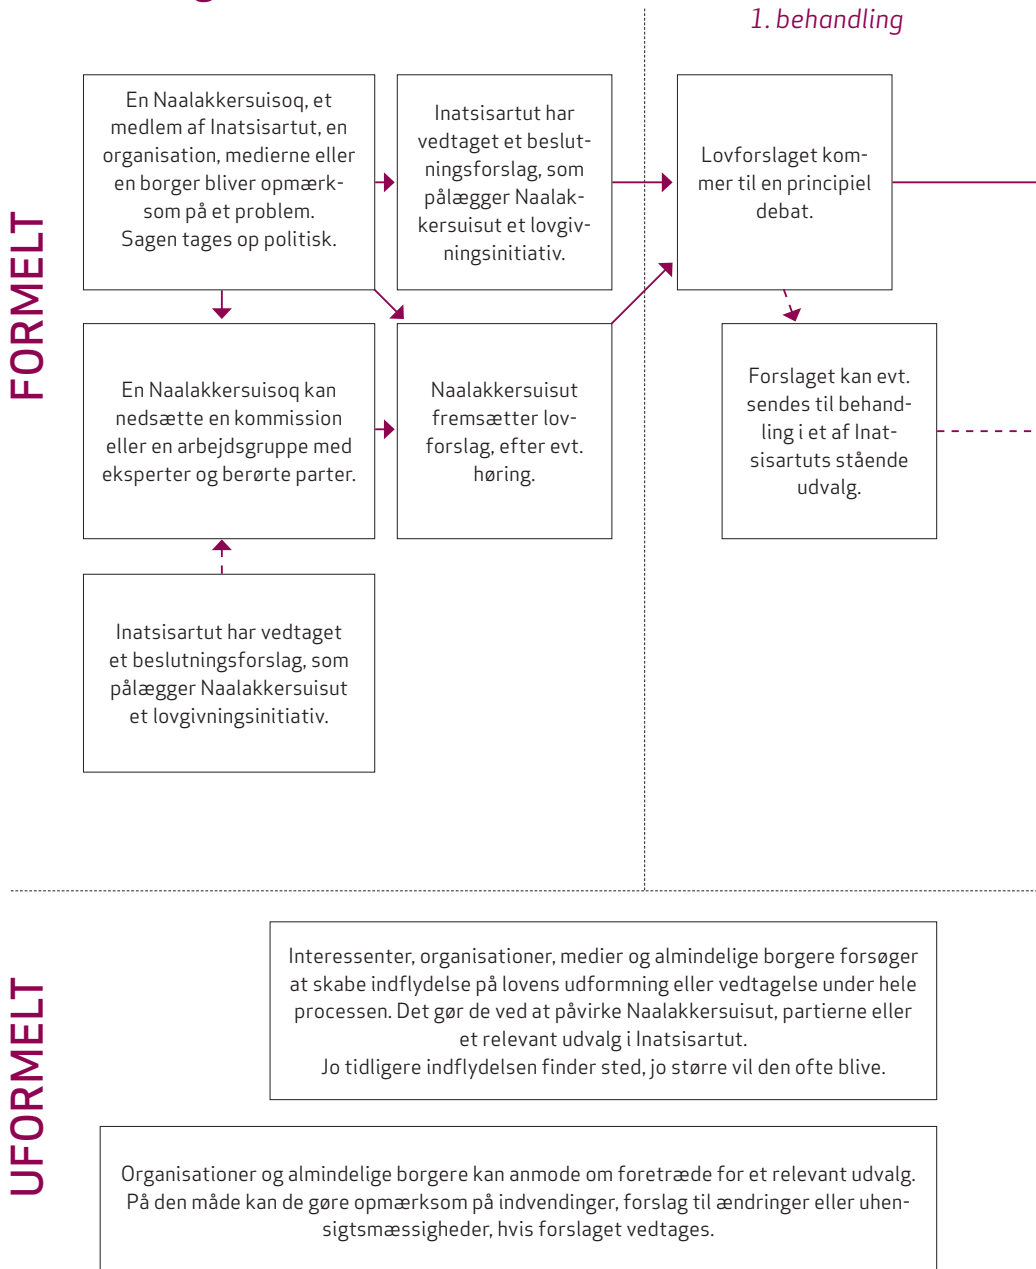 1. behandling
FORMELT
En Naalakkersuisoq, et
medlem af Inatsisartut, en
organisation, medierne eller
en borger bliver opmærk-
som på et problem.
Sagen tages op politisk.
Inatsisartut har
vedtaget et beslut-
ningsforslag, som
pålægger Naalak-
kersuisut et lovgiv-
ningsinitiativ.
Lovforslaget kom-
mer til en principiel
debat.
En Naalakkersuisoq kan
nedsætte en kommission
eller en arbejdsgruppe med
eksperter og berørte parter.
Naalakkersuisut
fremsætter lov-
forslag, efter evt.
høring.
Forslaget kan evt.
sendes til behand-
ling i et af Inat-
sisartuts stående
udvalg.
Inatsisartut har vedtaget
et beslutningsforslag, som
pålægger Naalakkersuisut
et lovgivningsinitiativ.
UFORMELT
Interessenter, organisationer, medier og almindelige borgere forsøger
at skabe indflydelse på lovens udformning eller vedtagelse under hele
processen. Det gør de ved at påvirke Naalakkersuisut, partierne eller
et relevant udvalg i Inatsisartut.
Jo tidligere indflydelsen finder sted, jo større vil den ofte blive.
Organisationer og almindelige borgere kan anmode om foretræde for et relevant udvalg.
På den måde kan de gøre opmærksom på indvendinger, forslag til ændringer eller uhen-
sigtsmæssigheder, hvis forslaget vedtages.